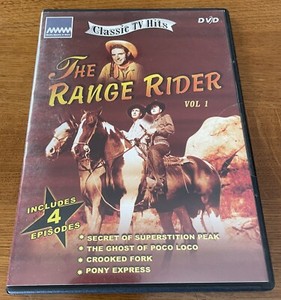 Classic TV Hits
DVD
THE
RANGE RIDER
VOL 1
INCLUDES
4
EPISODES
SECRET OF SUPERSTITION PEAK
THE GHOST OF POCO LOCO
CROOKED FORK
PONY EXPRESS